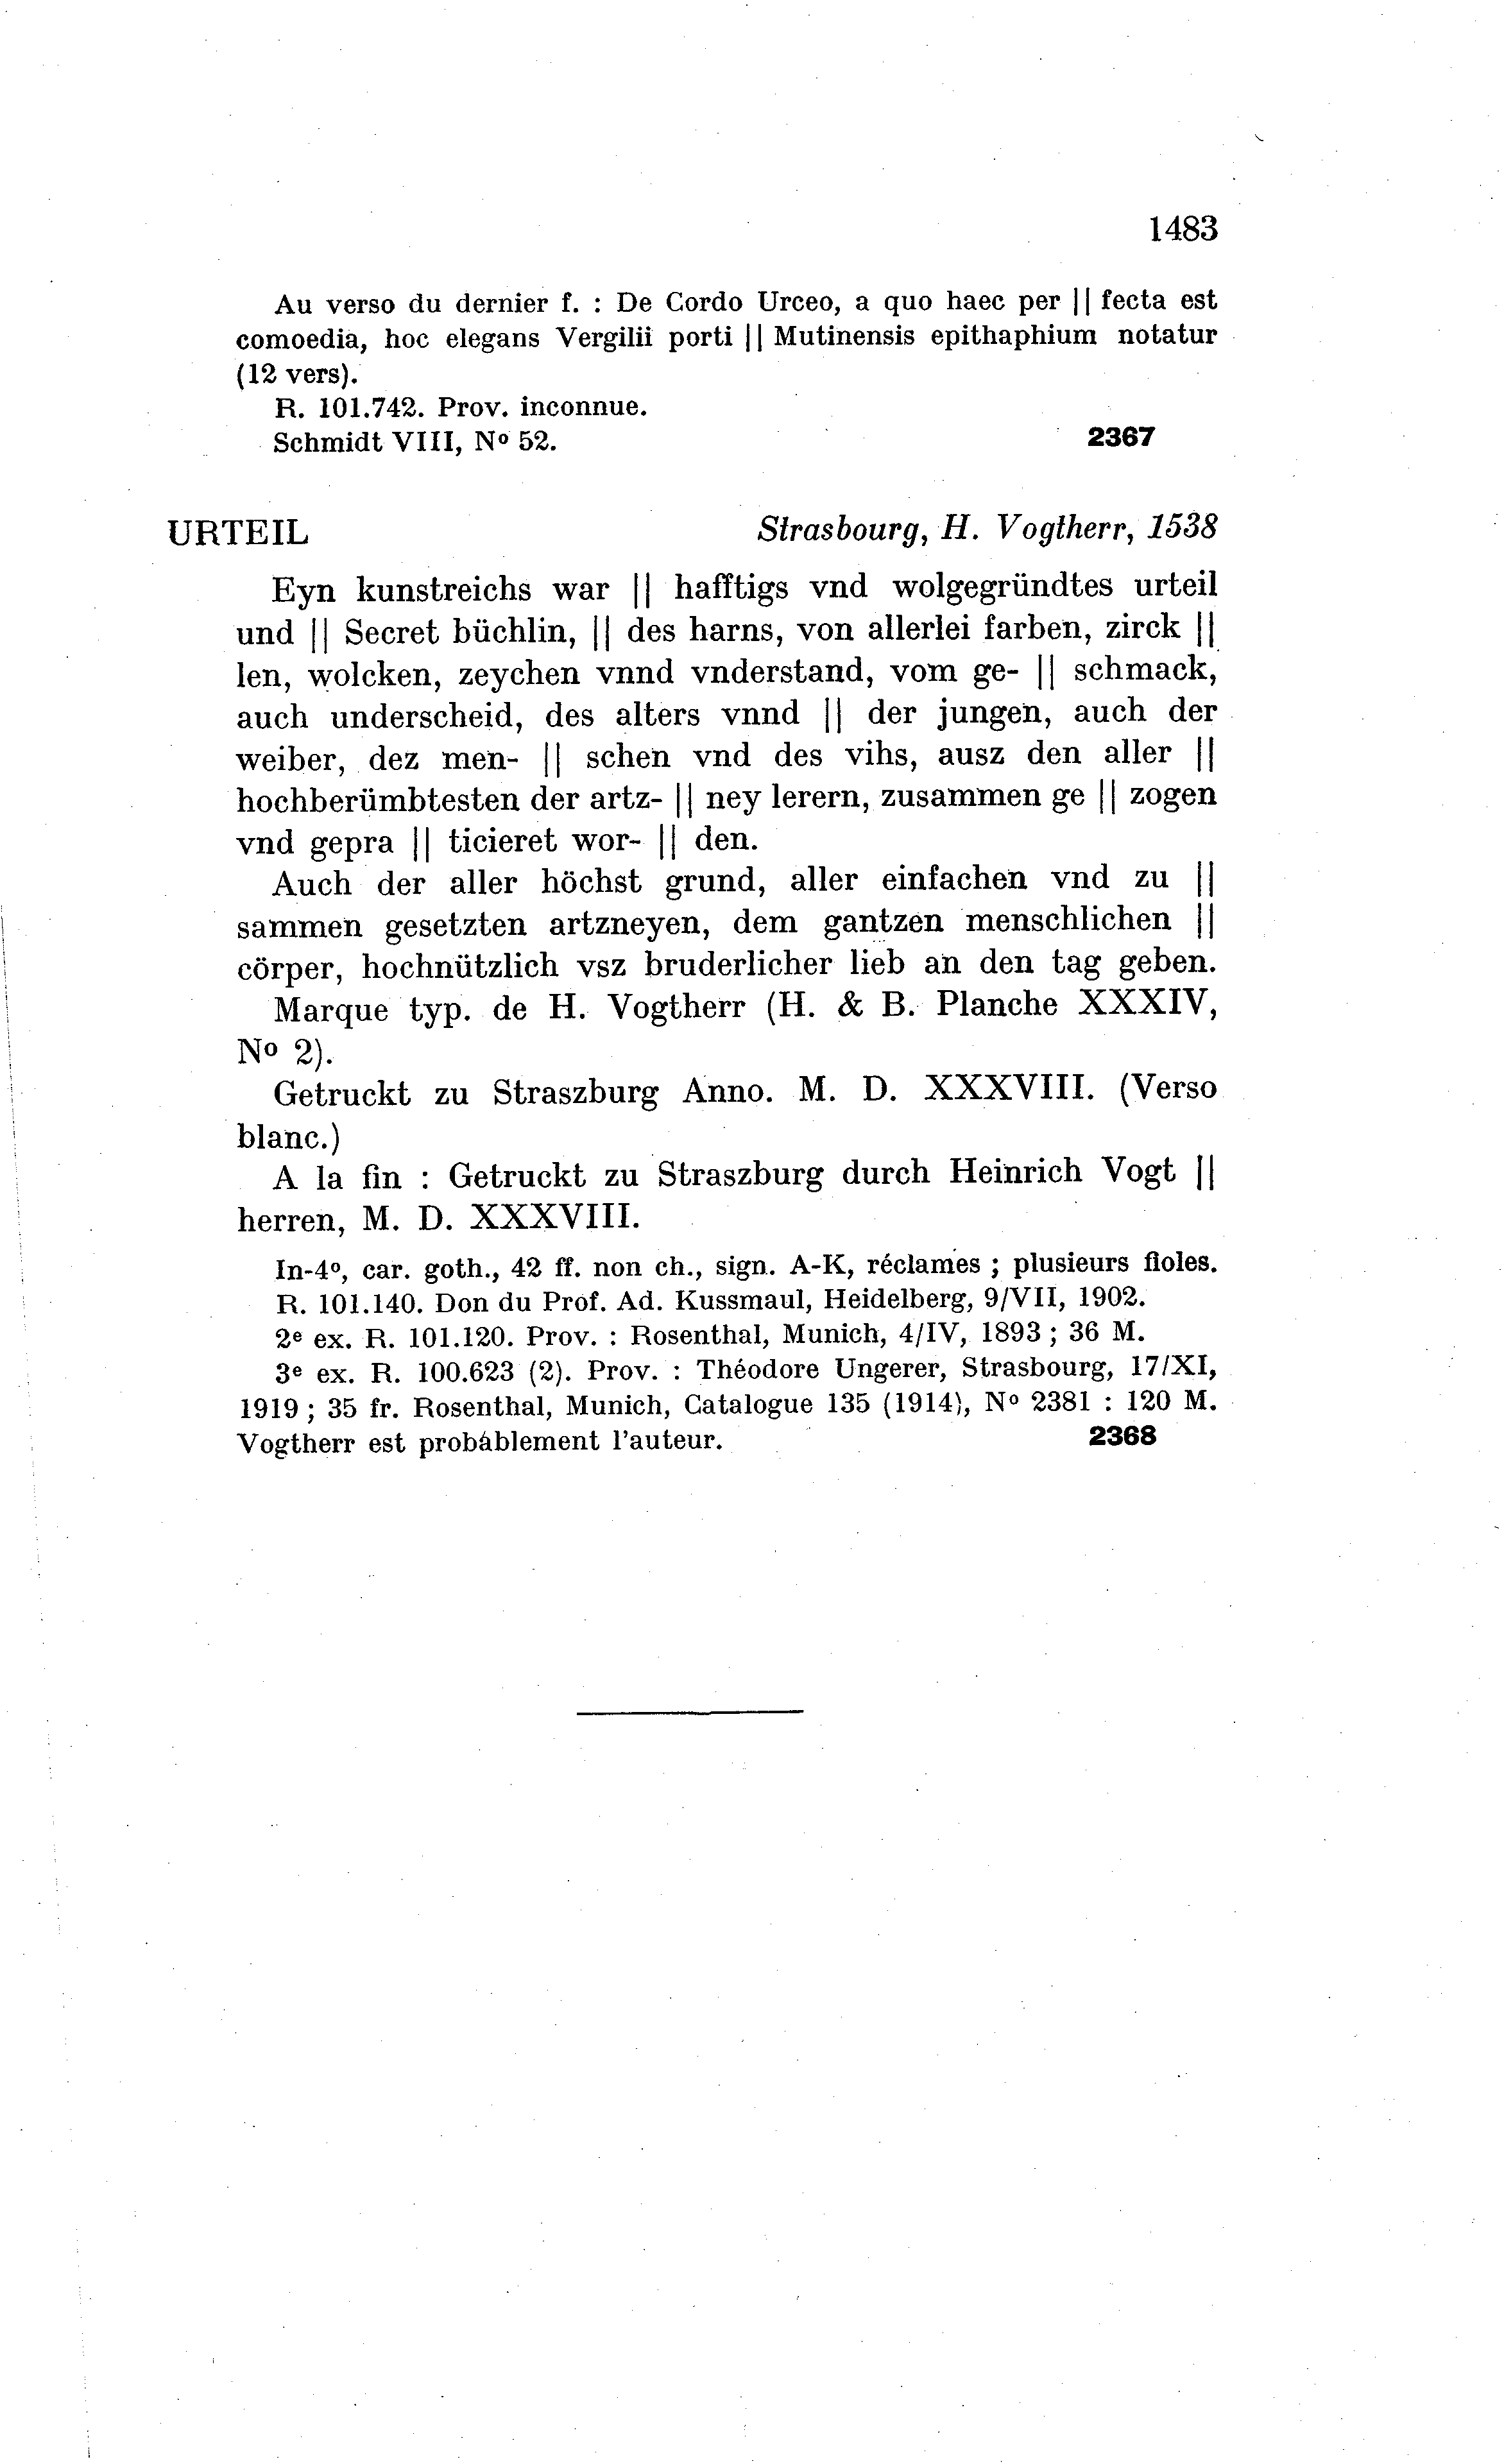 1483
Au verso du dernier f. : De Cordo Urceo, a quo haec per || fecta est
comoedia, hoc elegans Vergilii porti || Mutinensis epithaphium notatur
(12 vers).
R. 101.742. Prov. inconnue.
Schmidt VIII, Nº 52. 2367
URTEIL Strasbourg, H. Vogtherr, 1538
Eyn kunstreichs war || hafftigs vnd wolgegründtes urteil
und || Secret büchlin, || des harns, von allerlei farben, zirck ||
len, wolcken, zeychen vnnd vnderstand, vom ge- || schmack,
auch underscheid, des alters vnnd || der jungen, auch der
weiber, dez men- || schen vnd des vihs, ausz den aller ||
hochberümbtesten der artz- || ney lerern, zusammen ge || zogen
vnd gepra || ticieret wor- || den.
Auch der aller höchst grund, aller einfachen vnd zu ||
sammen gesetzten artzneyen, dem gantzen menschlichen ||
cörper, hochnützlich vsz bruderlicher lieb an den tag geben.
Marque typ. de H. Vogtherr (H. & B. Planche XXXIV,
Nº 2).
Getruckt zu Straszburg Anno. M. D. XXXVIII. (Verso
blanc.)
A la fin : Getruckt zu Straszburg durch Heinrich Vogt ||
herren, M. D. XXXVIII.
In-4º, car. goth., 42 ff. non ch., sign. A-K, réclames ; plusieurs fioles.
R. 101.140. Don du Prof. Ad. Kussmaul, Heidelberg, 9/VII, 1902.
2e ex. R. 101.120. Prov. : Rosenthal, Munich, 4/IV, 1893 ; 36 M.
3e ex. R. 100.623 (2). Prov. : Théodore Ungerer, Strasbourg, 17/XI,
1919 ; 35 fr. Rosenthal, Munich, Catalogue 135 (1914), Nº 2381 : 120 M.
Vogtherr est probablement l'auteur. 2368